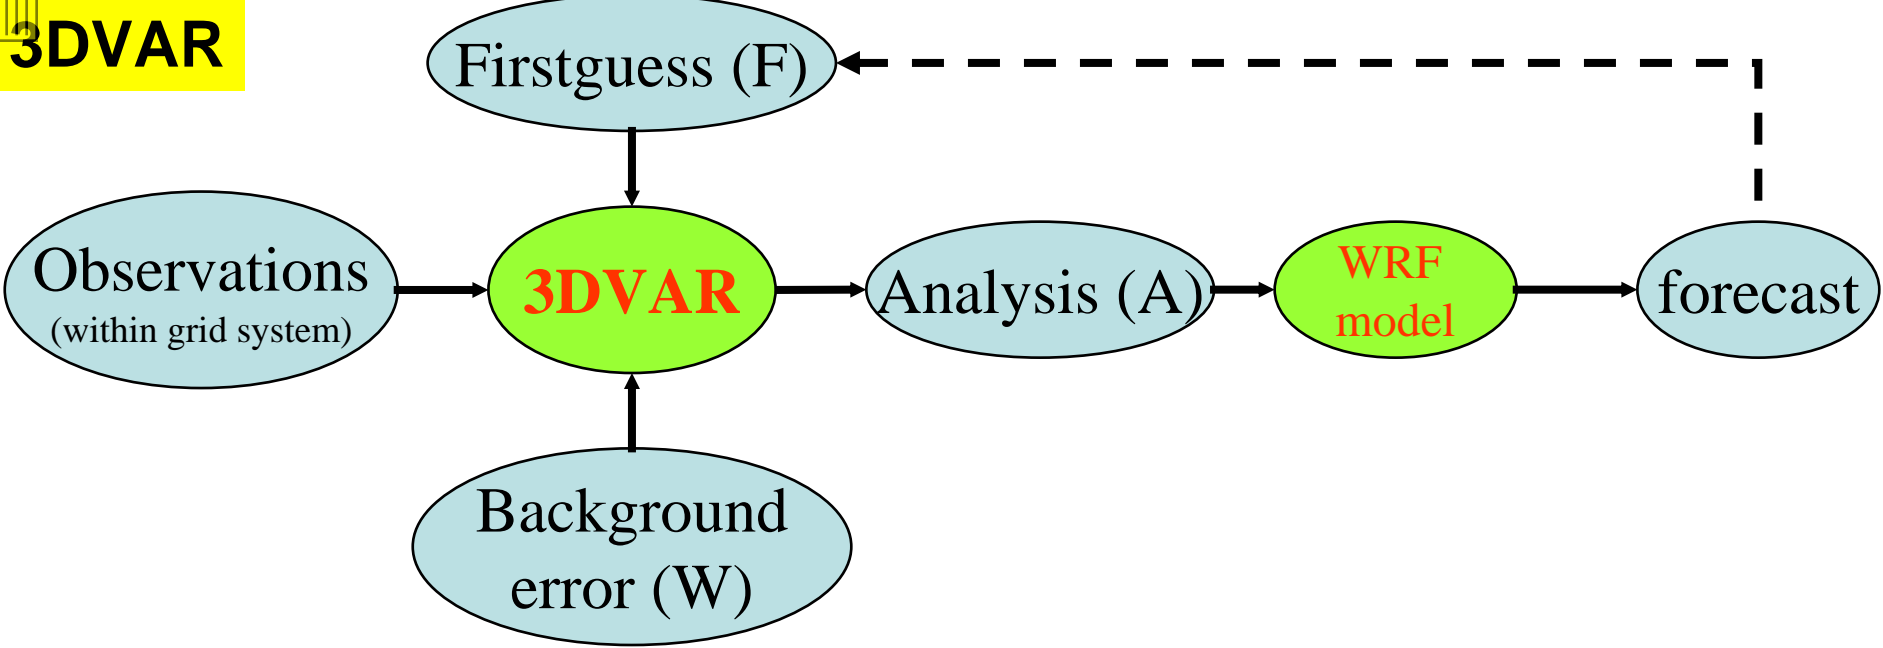 3DVAR
Firstguess (F)
Observations
(within grid system)
3DVAR
Analysis (A)
WRF
model
forecast
Background
error (W)